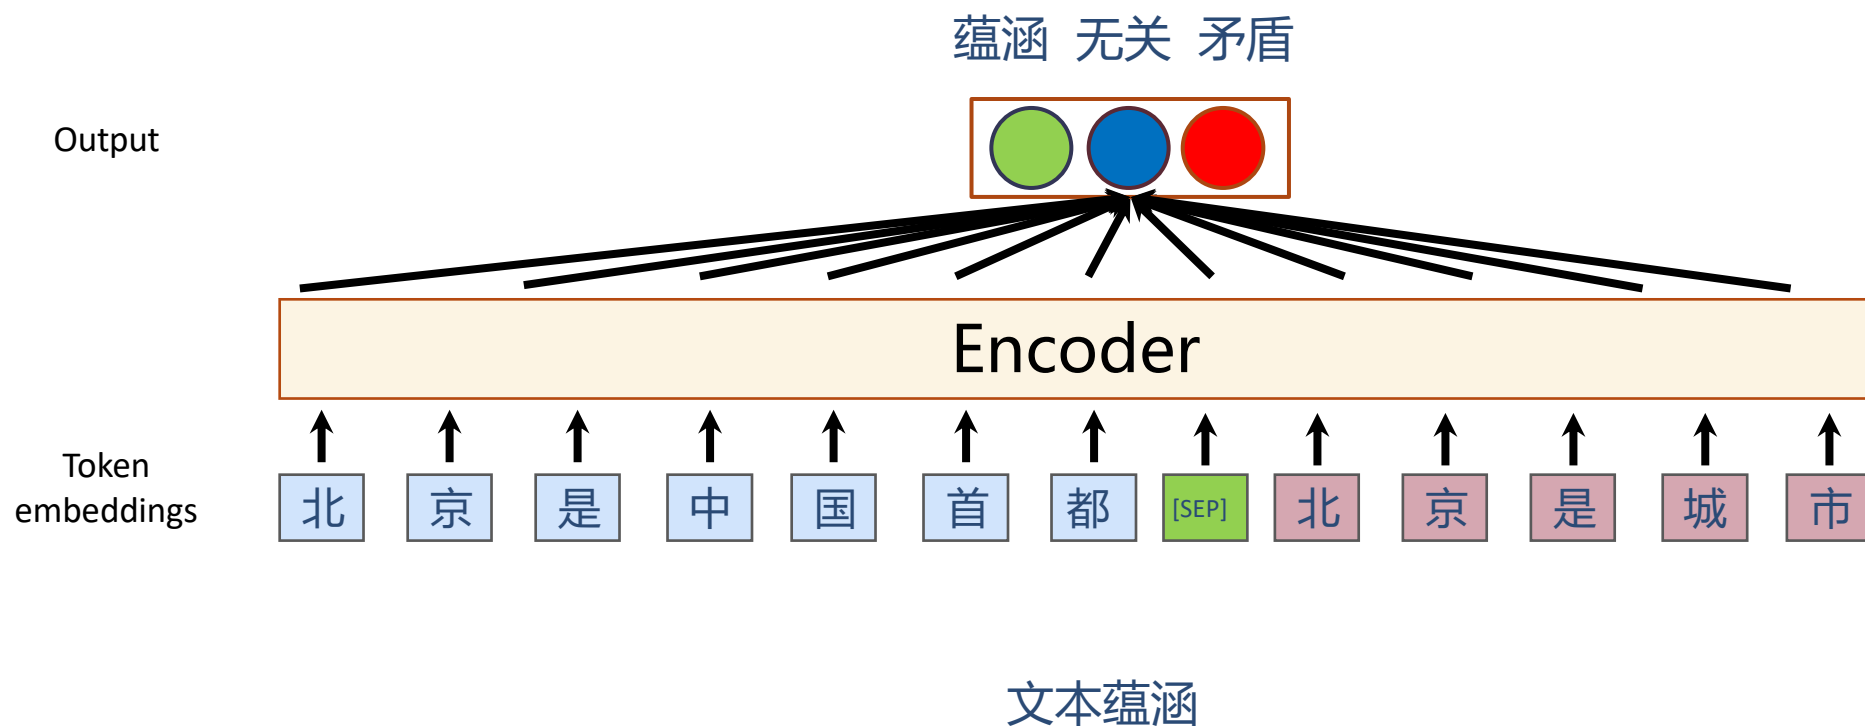 蕴涵 无关 矛盾
Output
Encoder
Token
embeddings
北 京 是 中 国 首 都 [SEP] 北 京 是 城 市
文本蕴涵